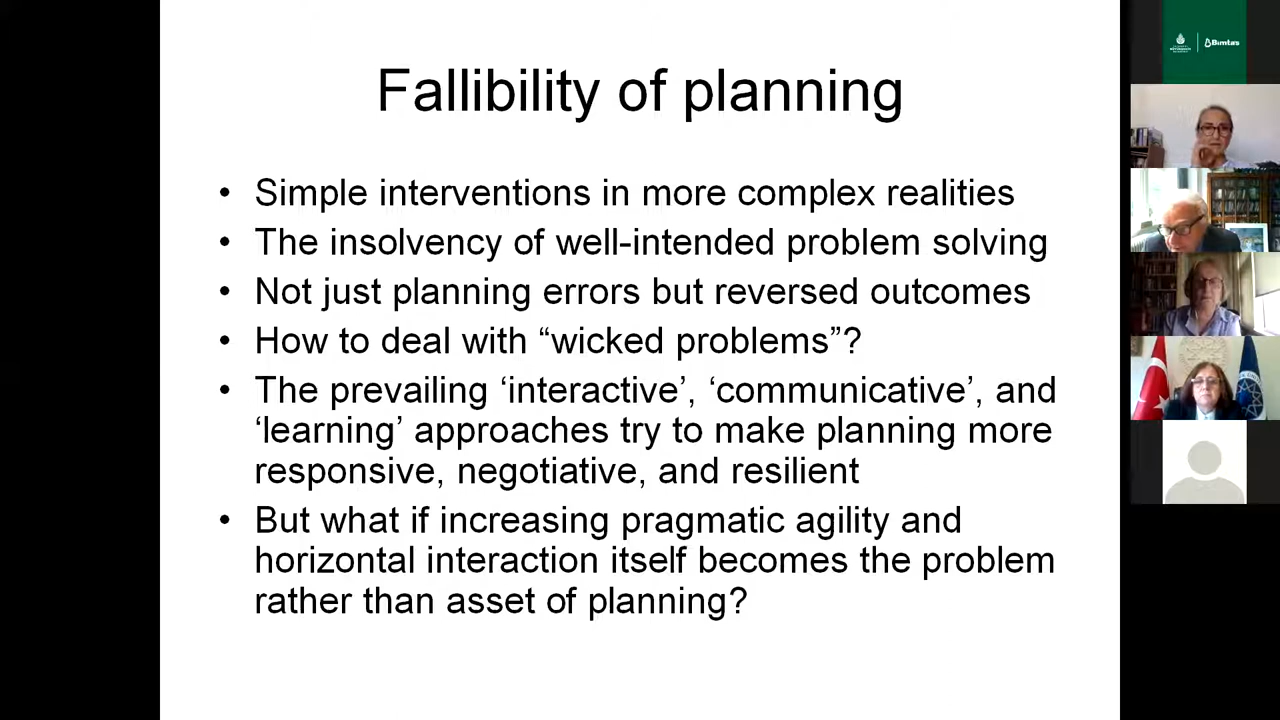 Fallibility of planning
• Simple interventions in more complex realities
• The insolvency of well-intended problem solving
• Not just planning errors but reversed outcomes
• How to deal with “wicked problems”?
• The prevailing ‘interactive’, ‘communicative’, and
‘learning’ approaches try to make planning more
responsive, negotiative, and resilient
• But what if increasing pragmatic agility and
horizontal interaction itself becomes the problem
rather than asset of planning?
Bimtaş